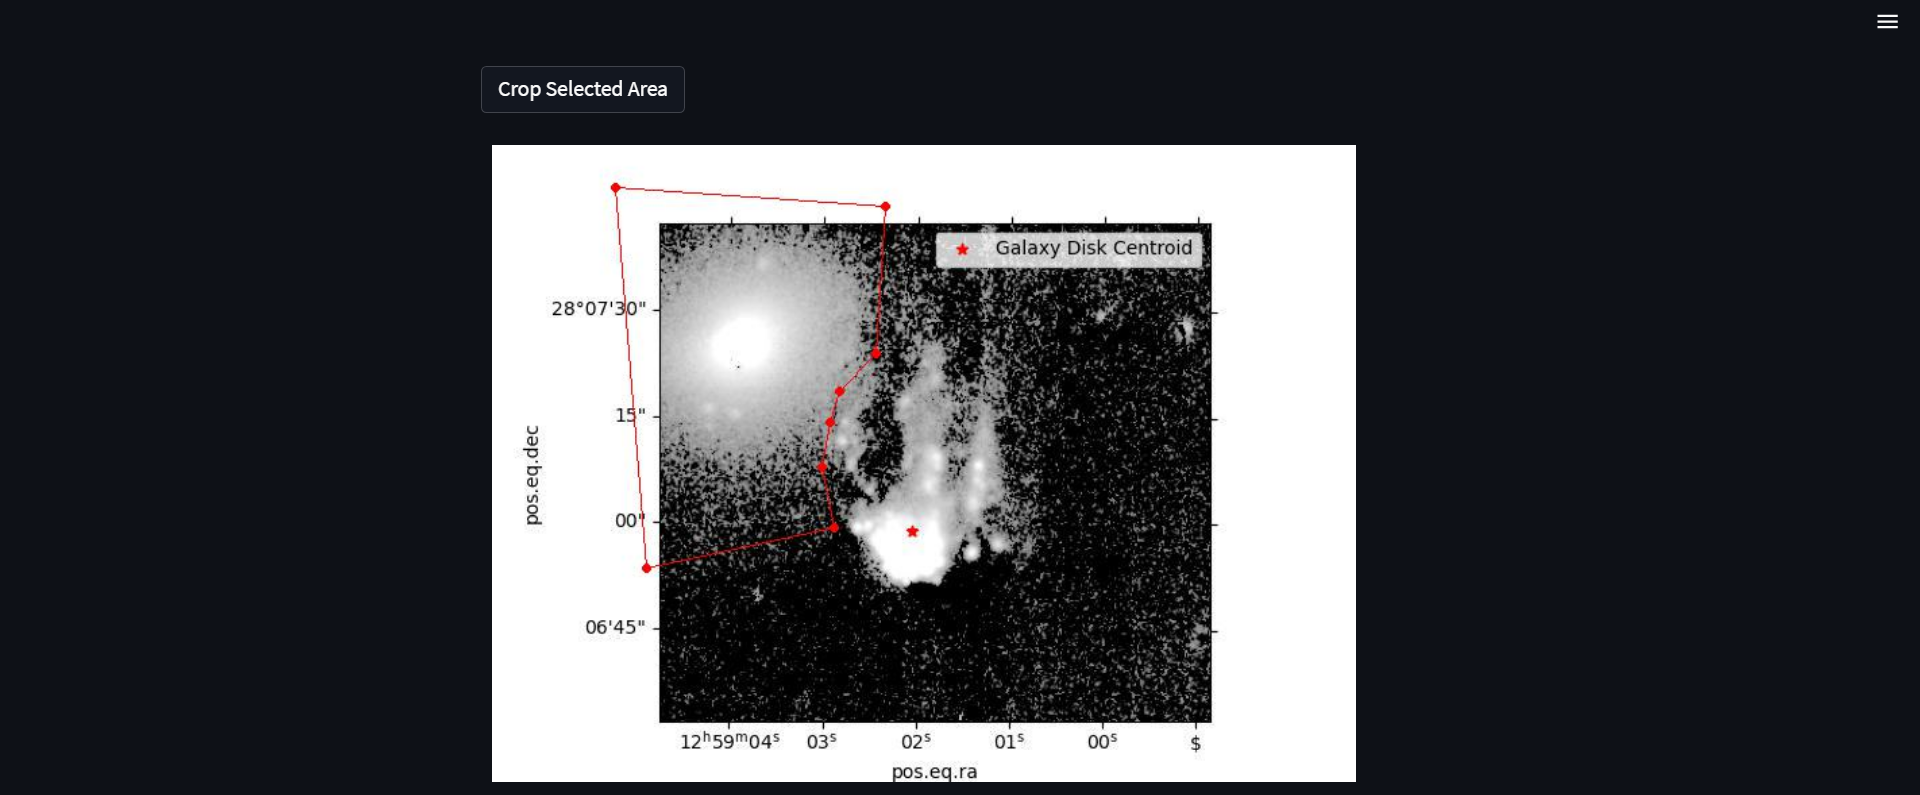 Crop Selected Area
Galaxy Disk Centroid
28°07'30"
15"
00"
06'45"
pos.eq.dec
12ʰ59ᵐ04ˢ 03ˢ 02ˢ 01ˢ 00ˢ $
pos.eq.ra